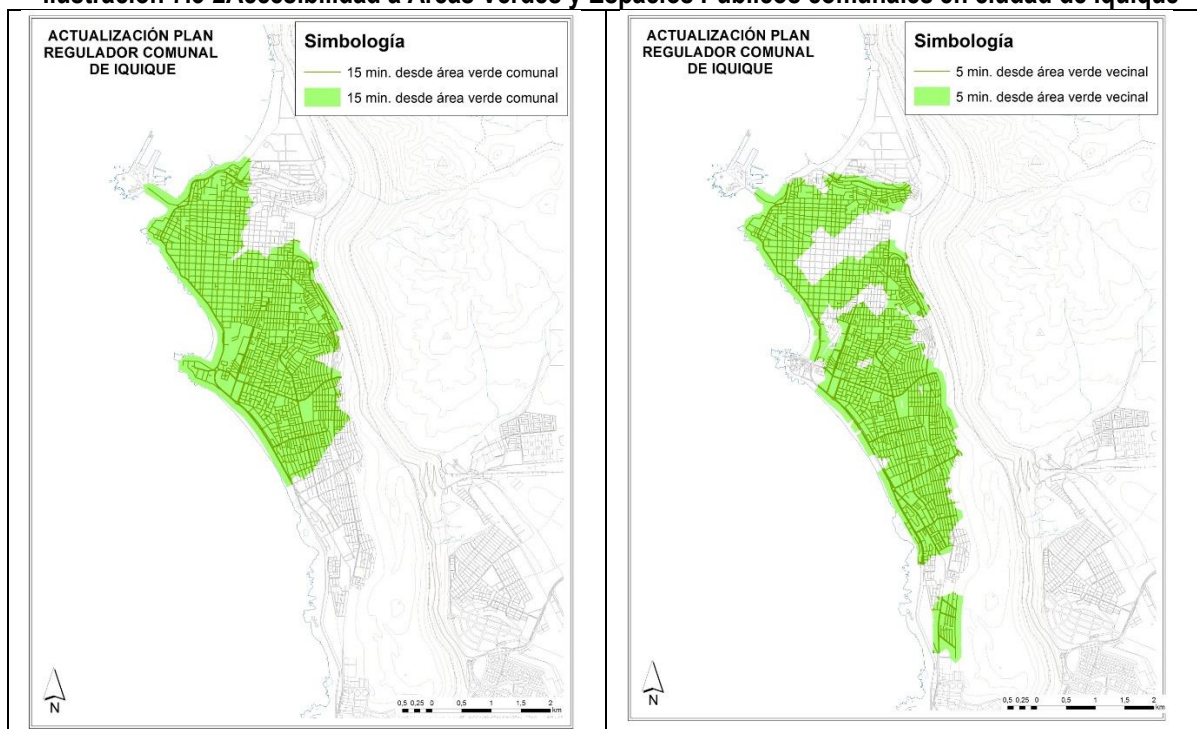 Ilustración 7.3-2Accesibilidad a Áreas Verdes y Espacios Públicos comunales en ciudad de Iquique
ACTUALIZACIÓN PLAN
REGULADOR COMUNAL
DE IQUIQUE
Simbología
15 min. desde área verde comunal
15 min. desde área verde comunal
N
0,5 0,25 0 0,5 1 1,5 2
km
ACTUALIZACIÓN PLAN
REGULADOR COMUNAL
DE IQUIQUE
Simbología
5 min. desde área verde vecinal
5 min. desde área verde vecinal
N
0,5 0,25 0 0,5 1 1,5 2
km